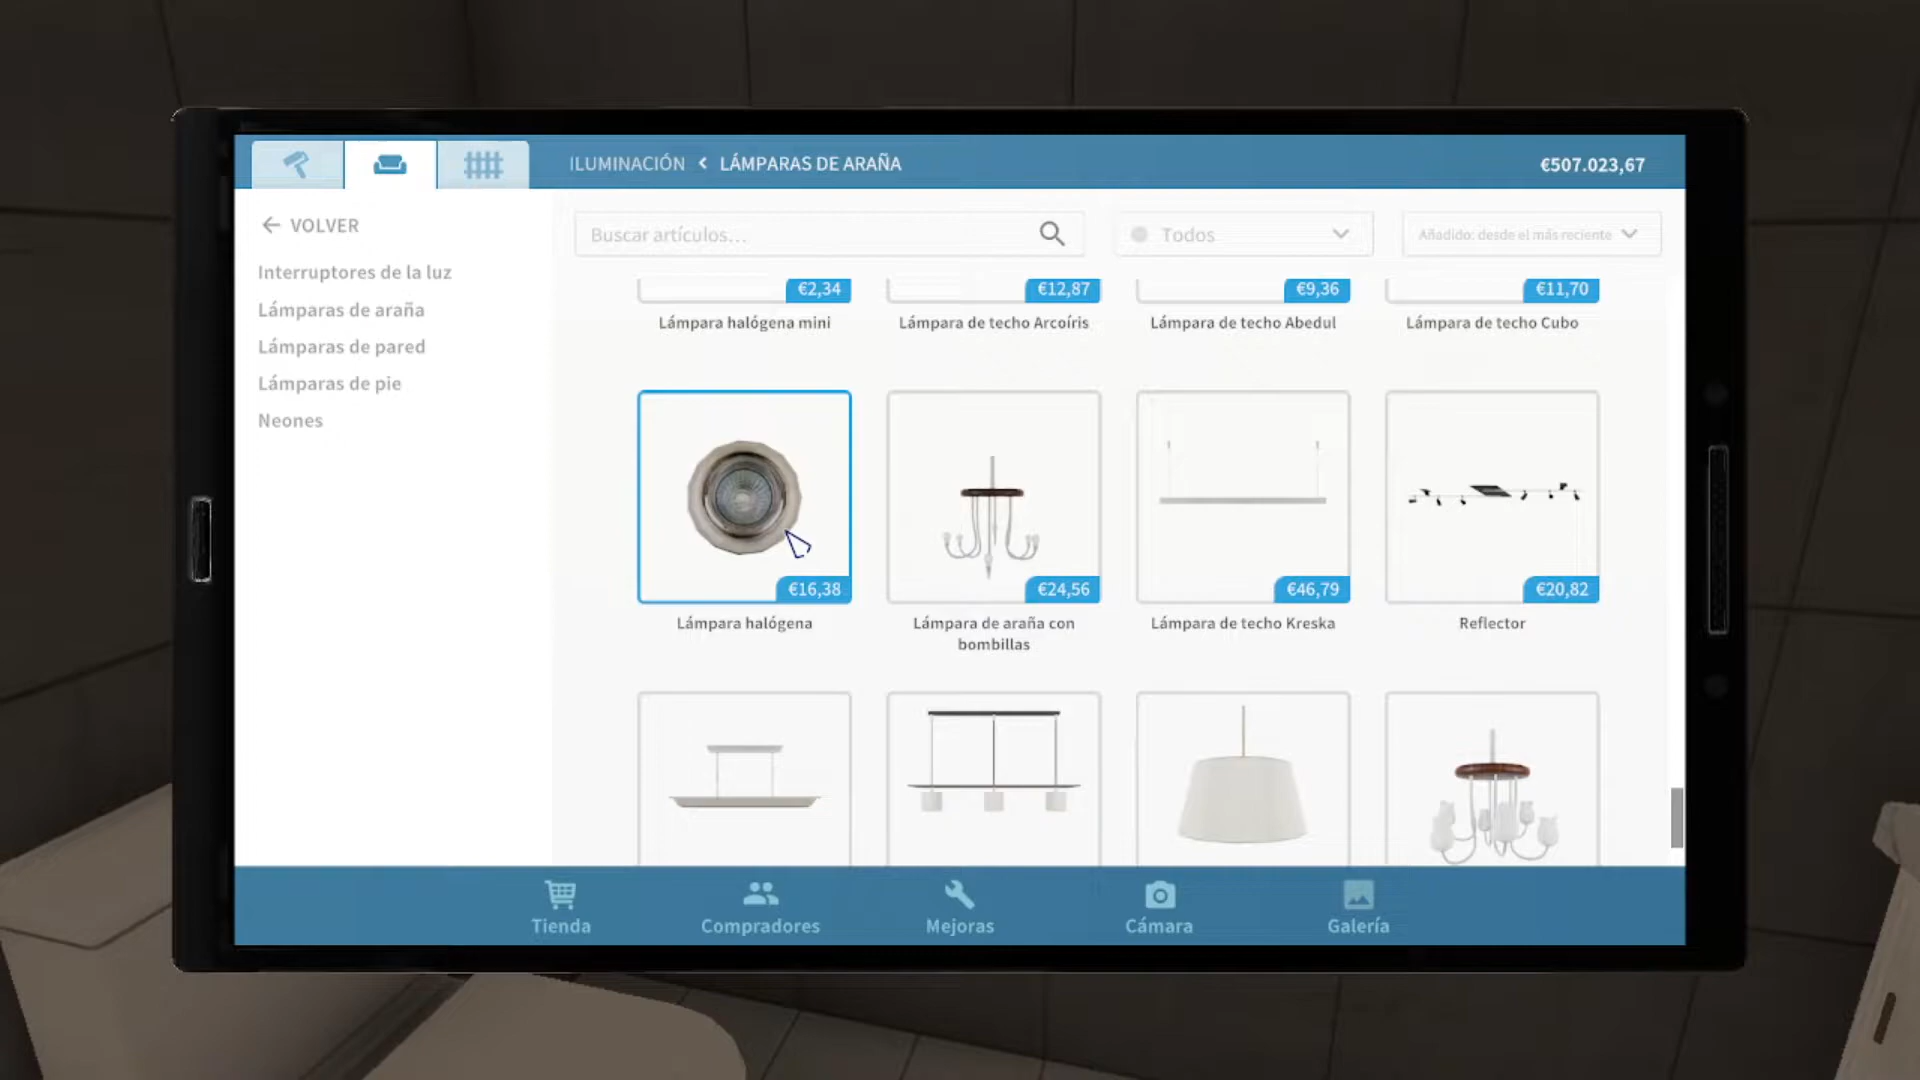 ILUMINACIÓN < LÁMPARAS DE ARAÑA
€507.023,67
VOLVER
Interruptores de la luz
Lámparas de araña
Lámparas de pared
Lámparas de pie
Neones
Buscar artículos...
Todos
Añadido: desde el más reciente
€2,34
€12,87
€9,36
€11,70
Lámpara halógena mini
Lámpara de techo Arcoíris
Lámpara de techo Abedul
Lámpara de techo Cubo
€16,38
€24,56
€46,79
€20,82
Lámpara halógena
Lámpara de araña con
bombillas
Lámpara de techo Kreska
Reflector
Tienda
Compradores
Mejoras
Cámara
Galería